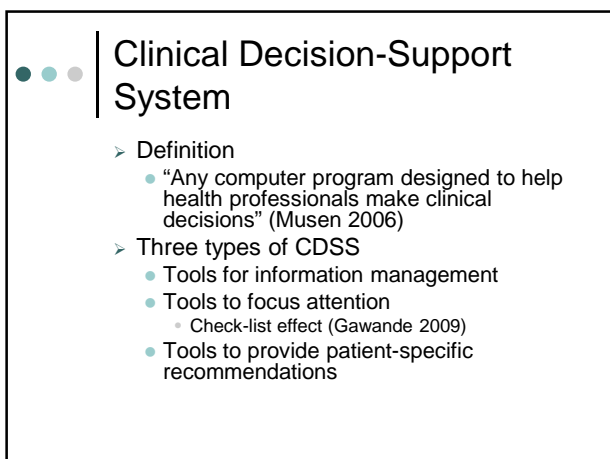 Clinical Decision-Support
System
➢ Definition
● “Any computer program designed to help
health professionals make clinical
decisions” (Musen 2006)
➢ Three types of CDSS
● Tools for information management
● Tools to focus attention
• Check-list effect (Gawande 2009)
● Tools to provide patient-specific
recommendations